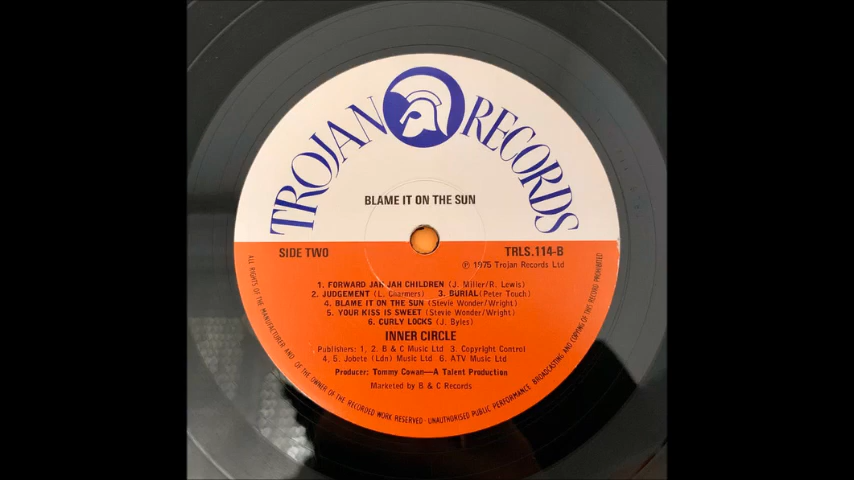 TROJAN RECORDS
BLAME IT ON THE SUN
SIDE TWO
TRLS.114-B
℗ 1975 Trojan Records Ltd
1. FORWARD JAH JAH CHILDREN (J. Miller/R. Lewis)
2. JUDGEMENT (L. Charmers) 3. BURIAL (Peter Touch)
4. BLAME IT ON THE SUN (Stevie Wonder/Wright)
5. YOUR KISS IS SWEET (Stevie Wonder/Wright)
6. CURLY LOCKS (J. Byles)
INNER CIRCLE
Publishers: 1, 2. B & C Music Ltd 3. Copyright Control
4, 5. Jobete (Ldn) Music Ltd 6. ATV Music Ltd
Producer: Tommy Cowan—A Talent Production
Marketed by B & C Records
ALL RIGHTS OF THE MANUFACTURER AND OF THE OWNER OF THE RECORDED WORK RESERVED · UNAUTHORISED PUBLIC PERFORMANCE, BROADCASTING AND COPYING OF THIS RECORD PROHIBITED